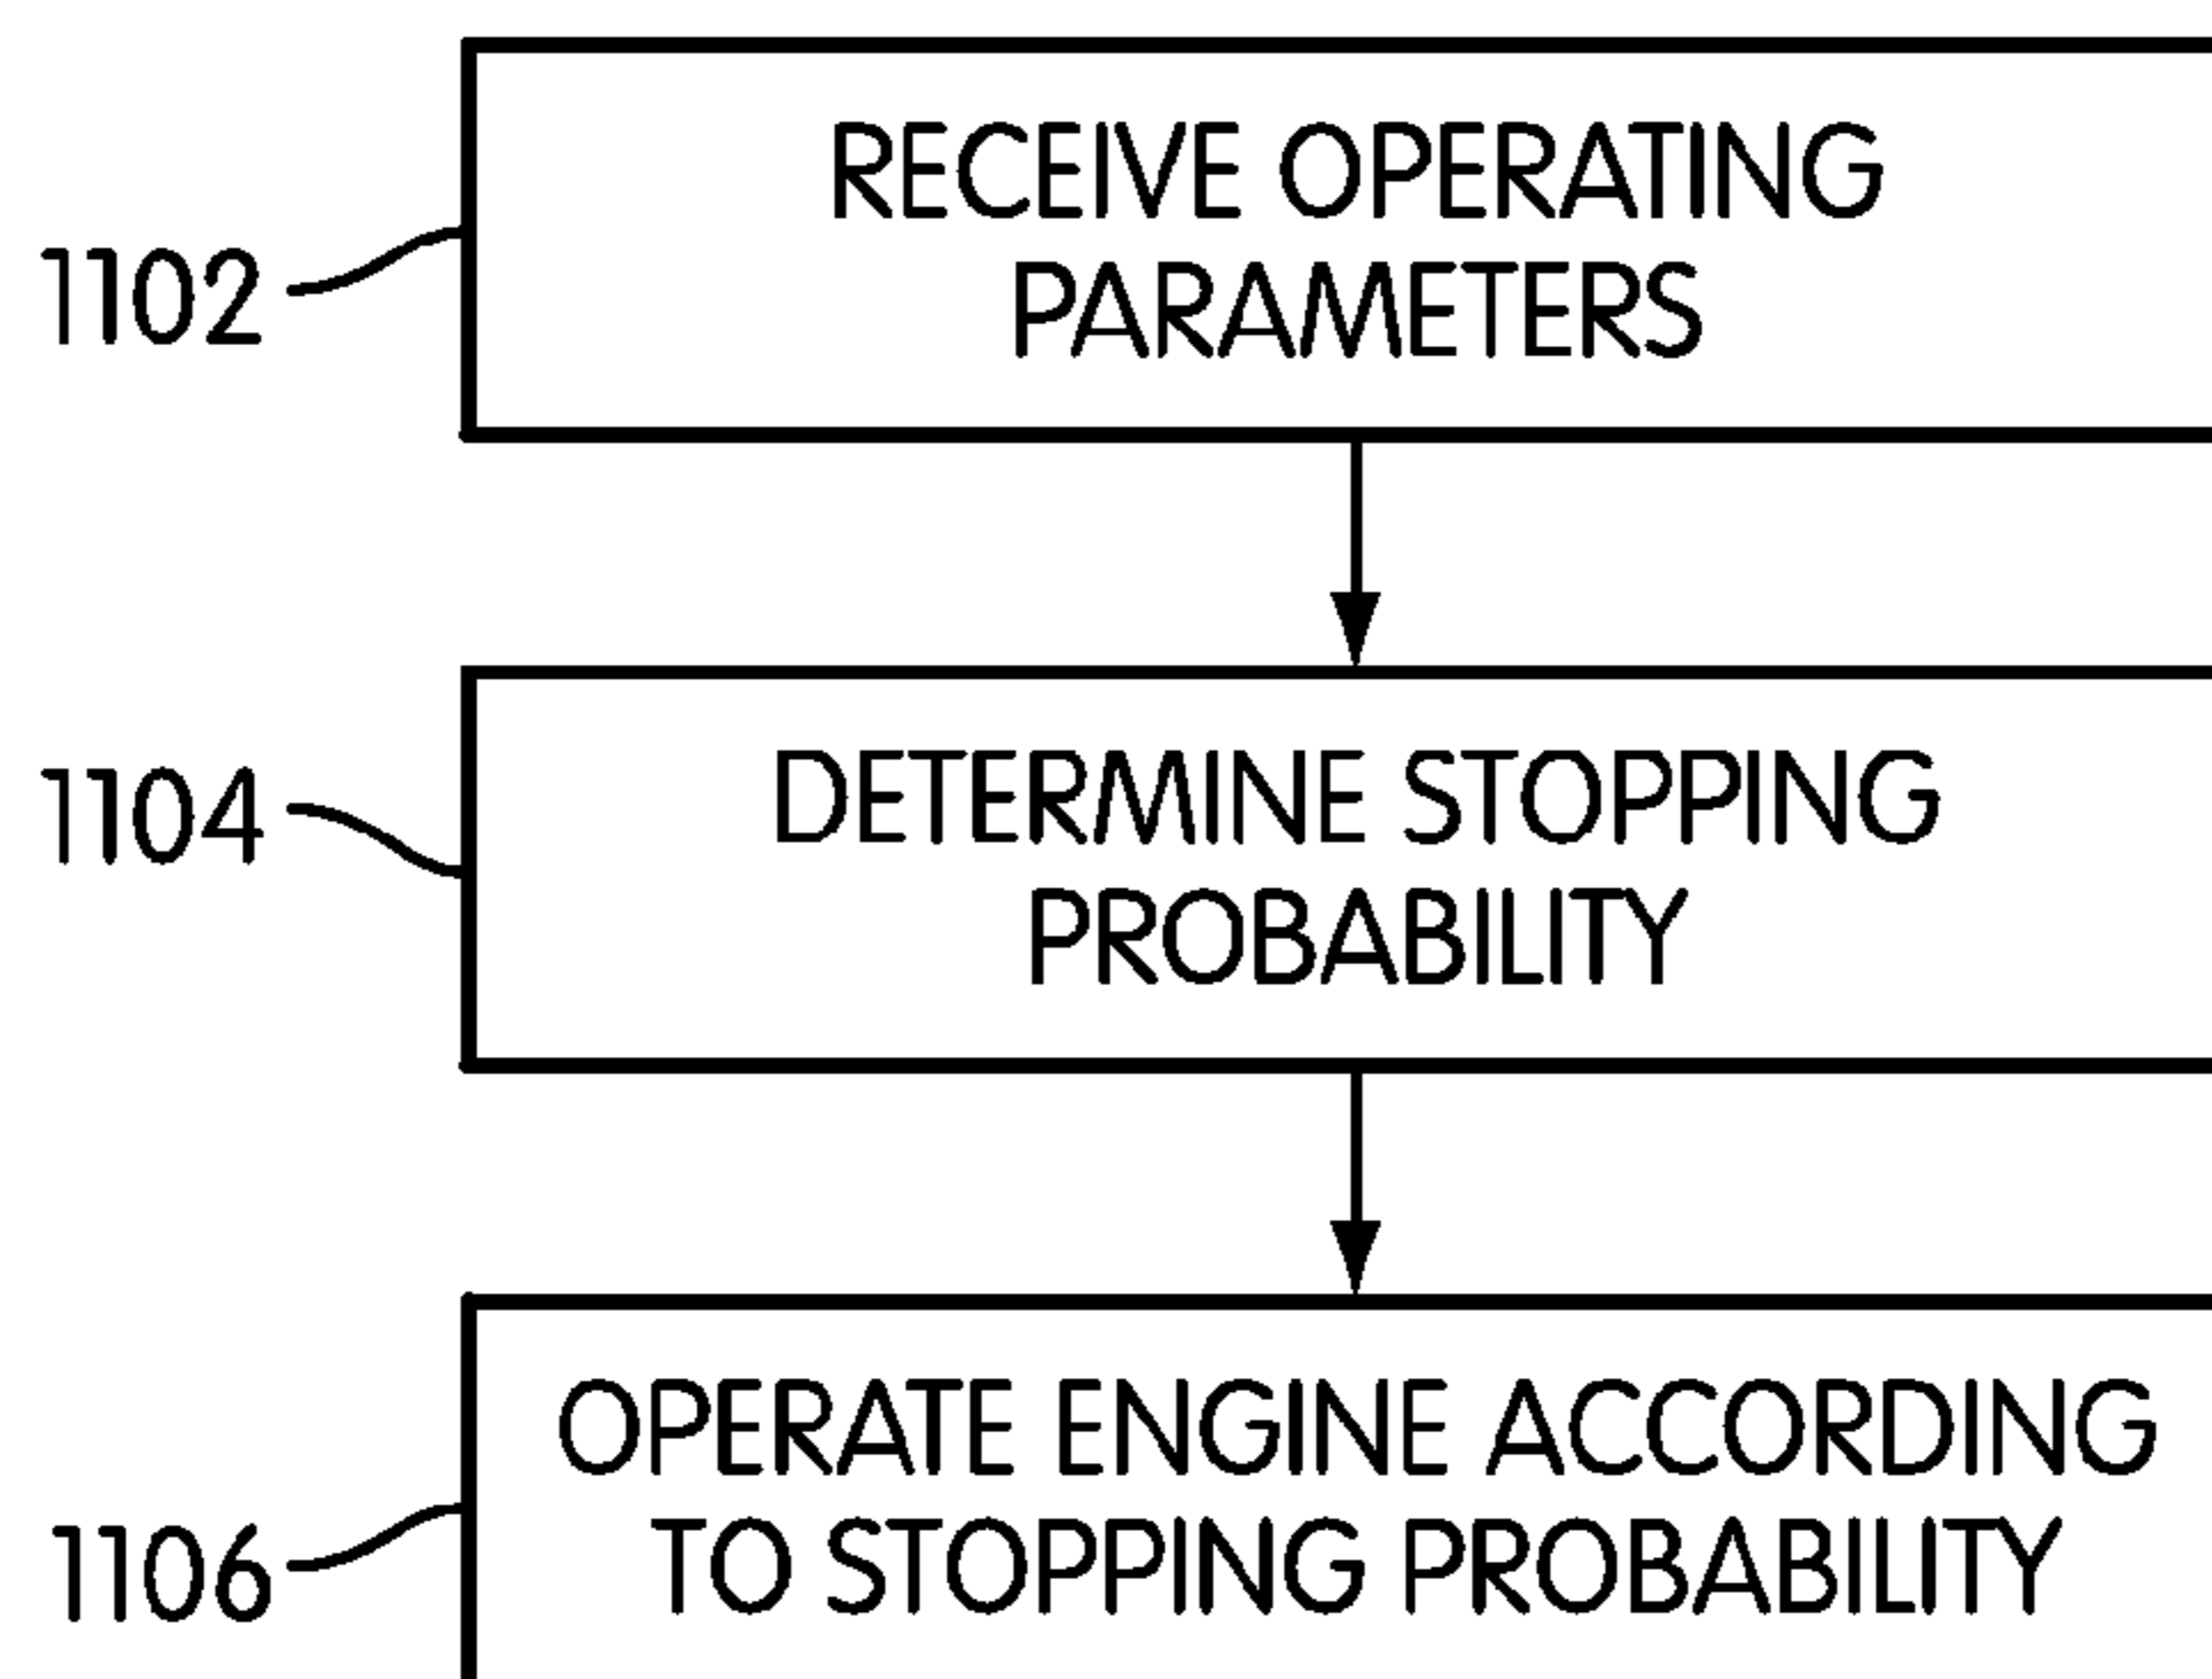 RECEIVE OPERATING
PARAMETERS
1102
DETERMINE STOPPING
PROBABILITY
1104
OPERATE ENGINE ACCORDING
TO STOPPING PROBABILITY
1106